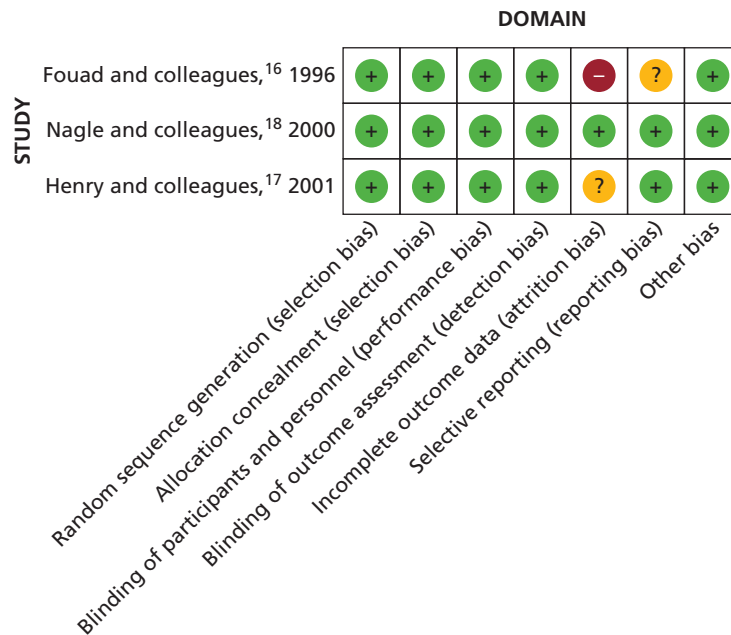 DOMAIN
STUDY
Fouad and colleagues,16 1996 + + + + − ? +
Nagle and colleagues,18 2000 + + + + + + +
Henry and colleagues,17 2001 + + + + ? + +
Random sequence generation (selection bias)
Allocation concealment (selection bias)
Blinding of participants and personnel (performance bias)
Blinding of outcome assessment (detection bias)
Incomplete outcome data (attrition bias)
Selective reporting (reporting bias)
Other bias